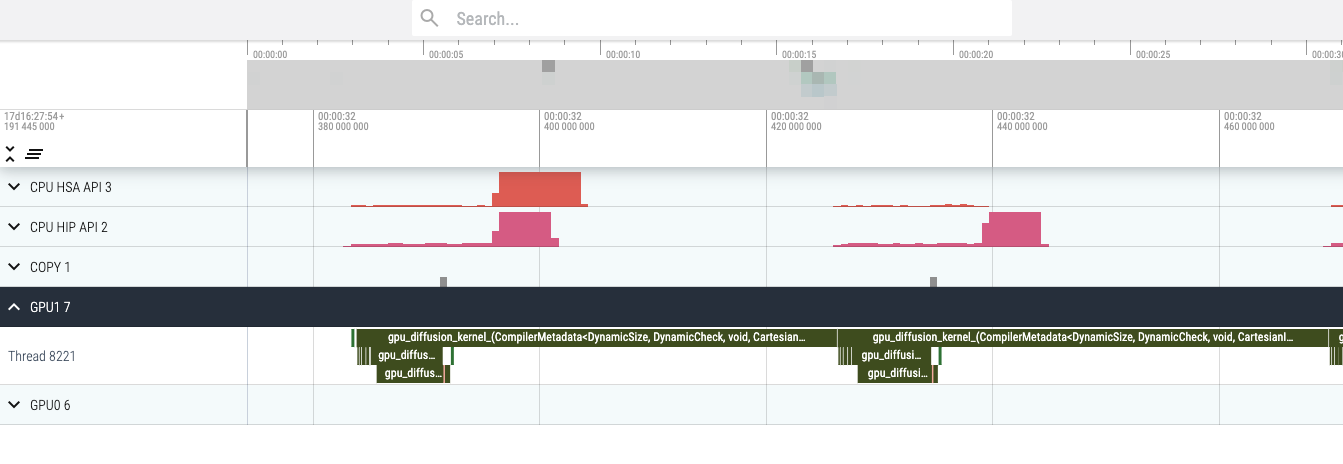 Search...
00:00:00 00:00:05 00:00:10 00:00:15 00:00:20 00:00:25
17d16:27:54+ 00:00:32 00:00:32 00:00:32 00:00:32 00:00:32
191 445 000 380 000 000 400 000 000 420 000 000 440 000 000 460 000 000
CPU HSA API 3
CPU HIP API 2
COPY 1
GPU1 7
gpu_diffusion_kernel_(CompilerMetadata<DynamicSize, DynamicCheck, void, Cartesian... gpu_diffusion_kernel_(CompilerMetadata<DynamicSize, DynamicCheck, void, CartesianI...
Thread 8221 gpu_diffus... gpu_diffusi...
gpu_diffus... gpu_diffusi...
GPU0 6